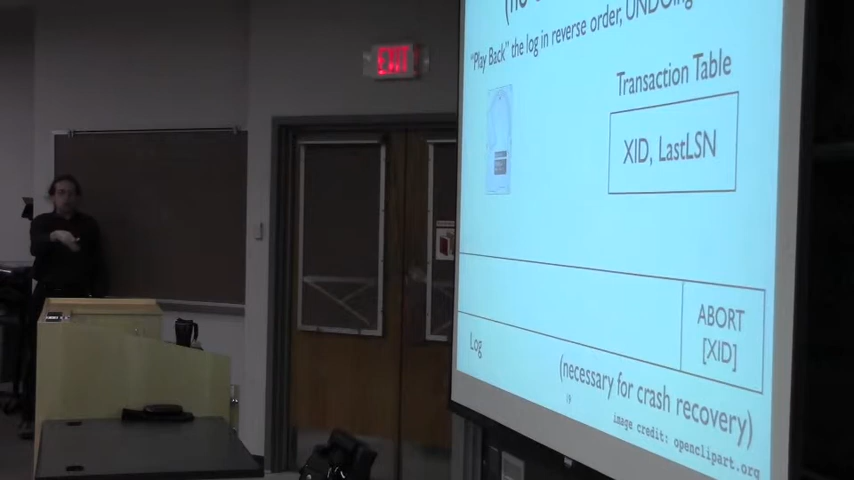 "Play Back" the log in reverse order, UNDOing
Transaction Table
XID, LastLSN
ABORT
[XID]
Log
(necessary for crash recovery)
19
image credit: openclipart.org
EXIT